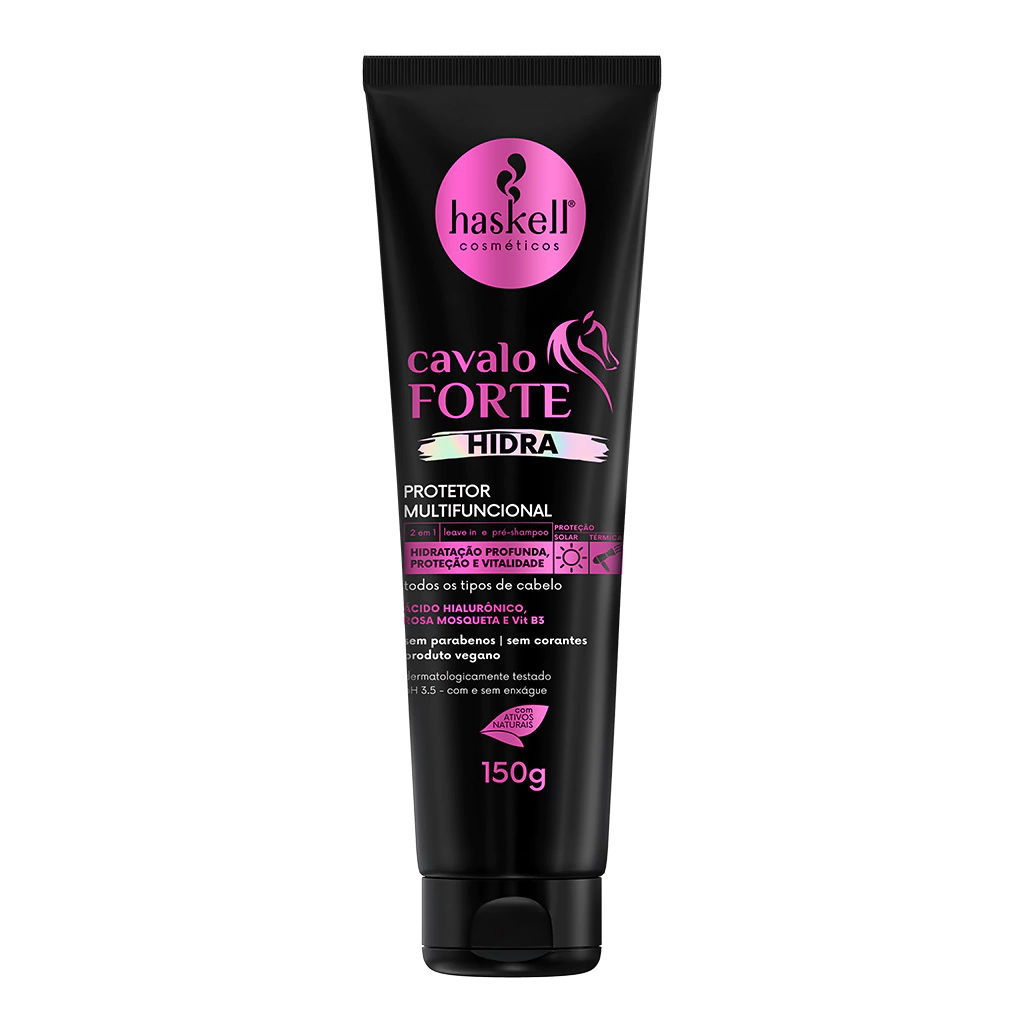 haskell®
cosméticos
cavalo
FORTE
HIDRA
PROTETOR
MULTIFUNCIONAL
2 em 1 | leave in e pré-shampoo
PROTEÇÃO
SOLAR TÉRMICA
HIDRATAÇÃO PROFUNDA,
PROTEÇÃO E VITALIDADE
todos os tipos de cabelo
ÁCIDO HIALURÔNICO,
ROSA MOSQUETA E Vit B3
sem parabenos | sem corantes
produto vegano
dermatologicamente testado
pH 3.5 - com e sem enxágue
com
ATIVOS
NATURAIS
150g